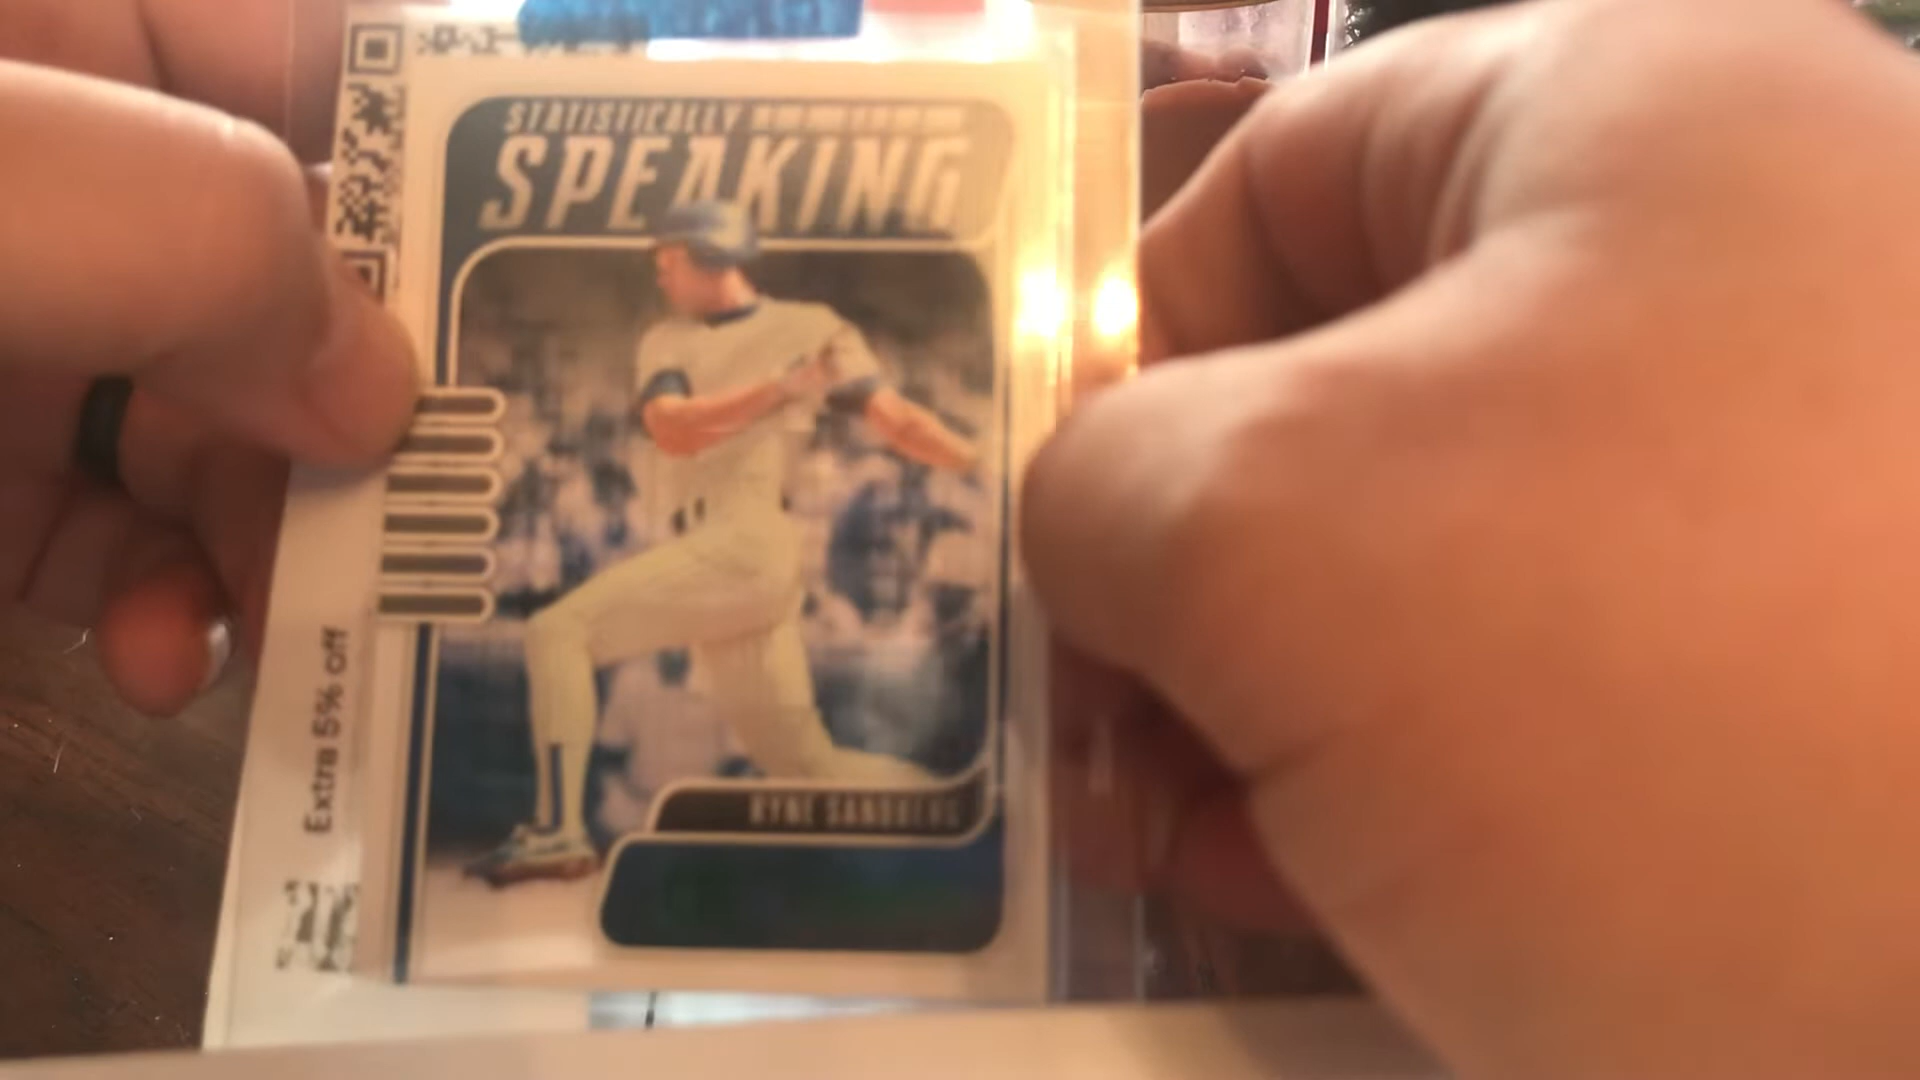 STATISTICALLY
SPEAKING
RYNE SANDBERG
Extra 5% off